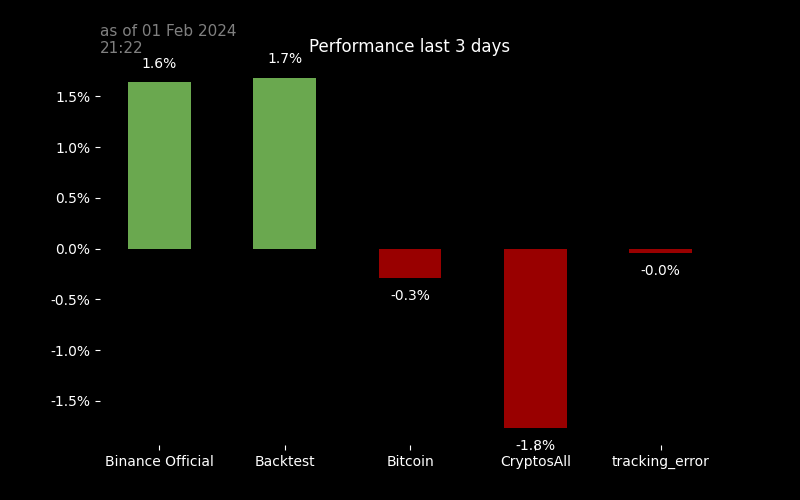 as of 01 Feb 2024
21:22
Performance last 3 days
1.6%
1.7%
1.5%
1.0%
0.5%
0.0%
-0.0%
-0.3%
-0.5%
-1.0%
-1.5%
-1.8%
Binance Official
Backtest
Bitcoin
CryptosAll
tracking_error